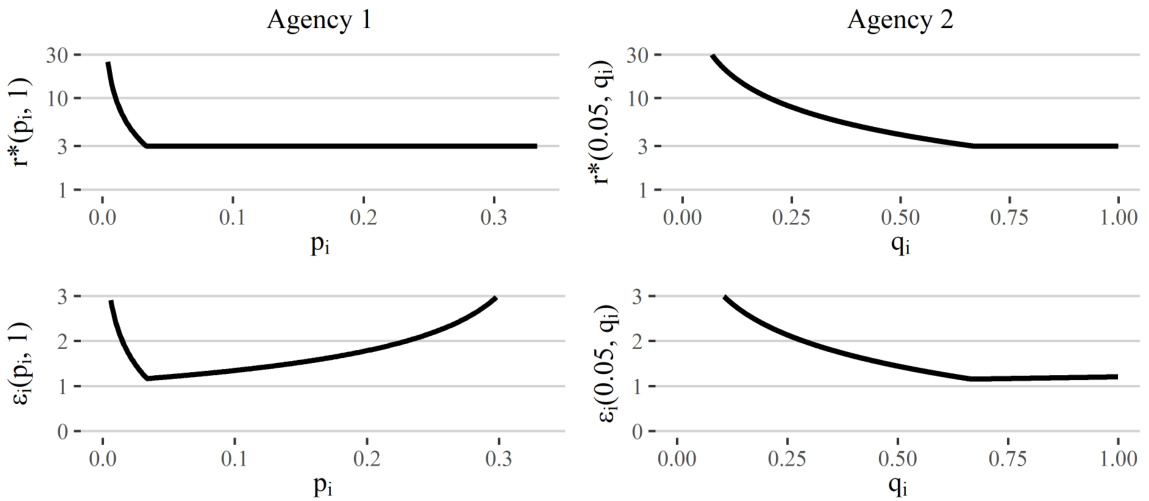 Agency 1
r*(pᵢ, 1)
30
10
3
1
0.0 0.1 0.2 0.3
pᵢ
Agency 2
r*(0.05, qᵢ)
30
10
3
1
0.00 0.25 0.50 0.75 1.00
qᵢ
εᵢ(pᵢ, 1)
3
2
1
0
0.0 0.1 0.2 0.3
pᵢ
εᵢ(0.05, qᵢ)
3
2
1
0
0.00 0.25 0.50 0.75 1.00
qᵢ